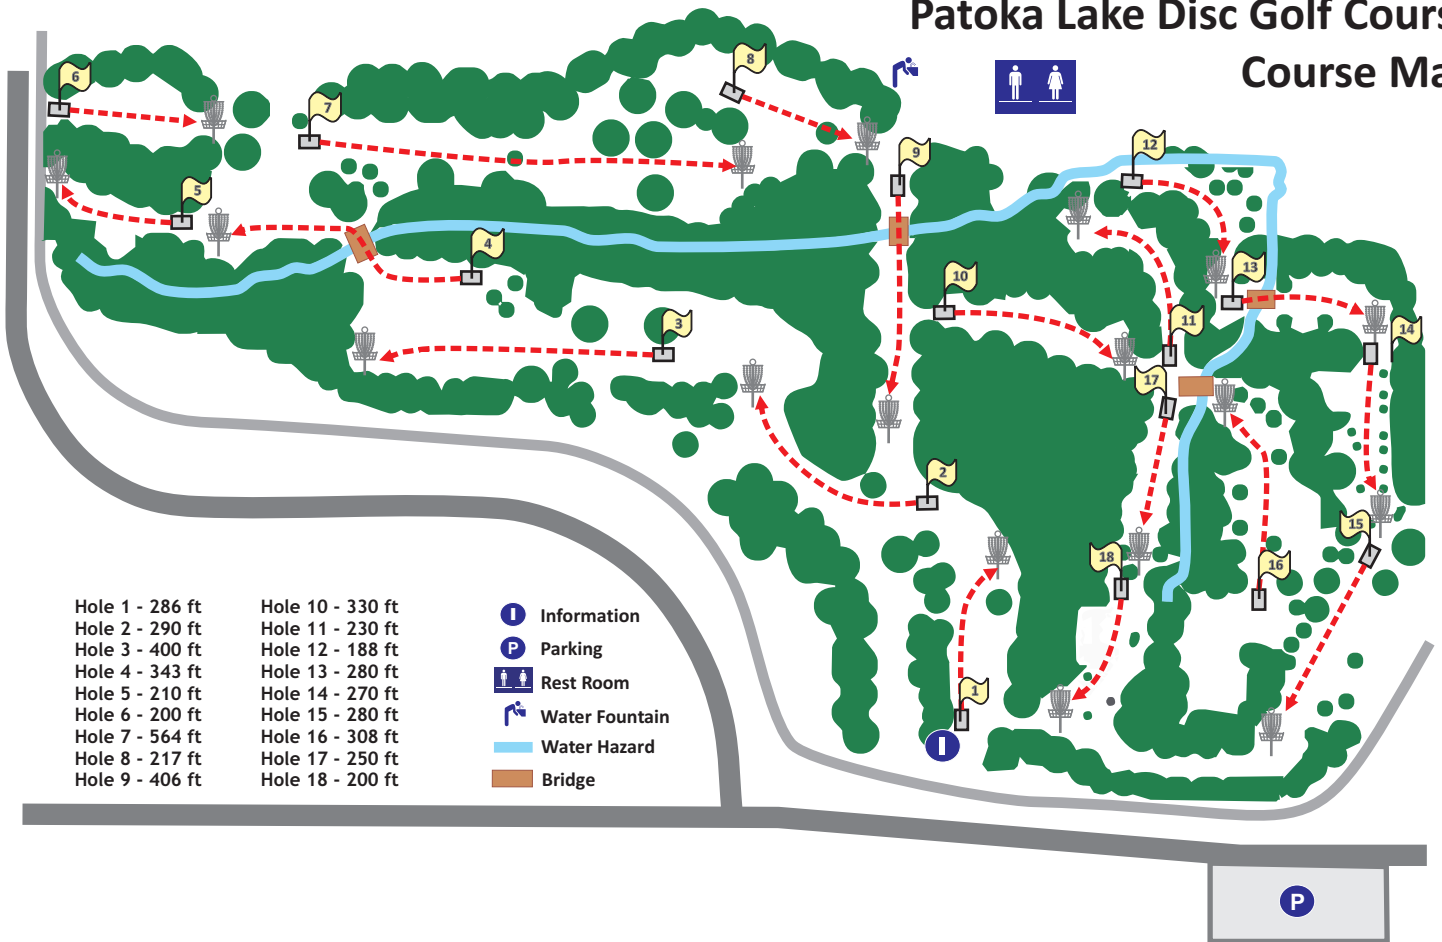 Patoka Lake Disc Golf Cours
Course Ma
6
7
8
9
12
5
4
10
13
3
11
14
17
2
15
18
16
1
I
Hole 1 - 286 ft
Hole 2 - 290 ft
Hole 3 - 400 ft
Hole 4 - 343 ft
Hole 5 - 210 ft
Hole 6 - 200 ft
Hole 7 - 564 ft
Hole 8 - 217 ft
Hole 9 - 406 ft
Hole 10 - 330 ft
Hole 11 - 230 ft
Hole 12 - 188 ft
Hole 13 - 280 ft
Hole 14 - 270 ft
Hole 15 - 280 ft
Hole 16 - 308 ft
Hole 17 - 250 ft
Hole 18 - 200 ft
I Information
P Parking
Rest Room
Water Fountain
Water Hazard
Bridge
P